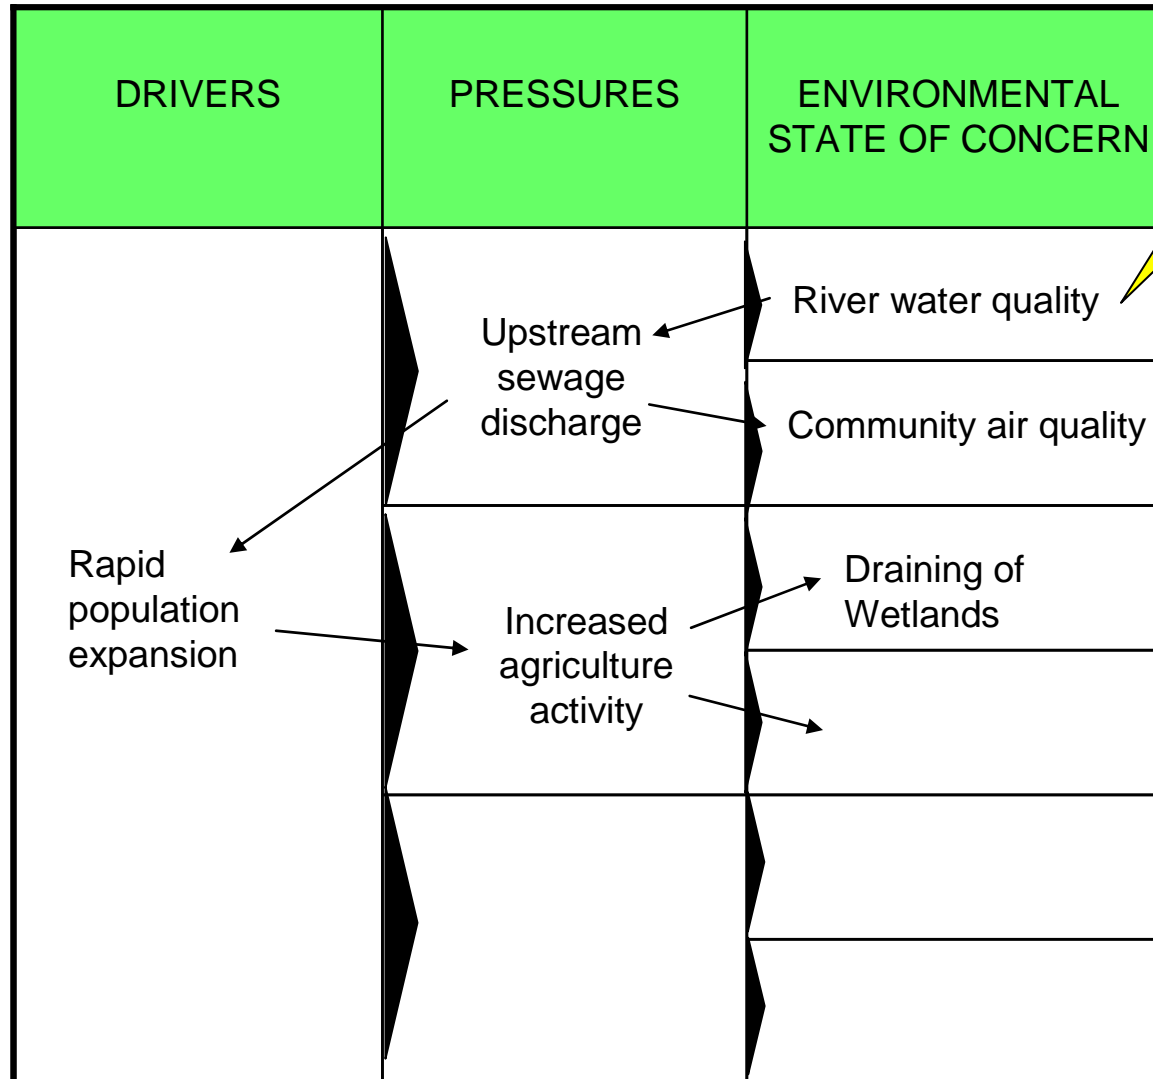 DRIVERS
PRESSURES
ENVIRONMENTAL
STATE OF CONCERN
River water quality
Upstream
sewage
discharge
Community air quality
Rapid
population
expansion
Draining of
Wetlands
Increased
agriculture
activity